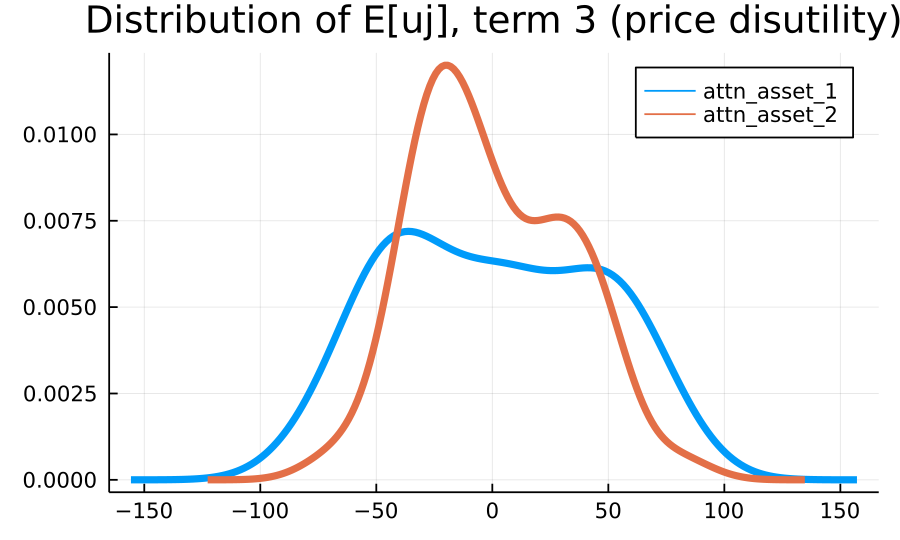 Distribution of E[uj], term 3 (price disutility)
attn_asset_1
attn_asset_2
0.0100
0.0075
0.0050
0.0025
0.0000
−150 −100 −50 0 50 100 150